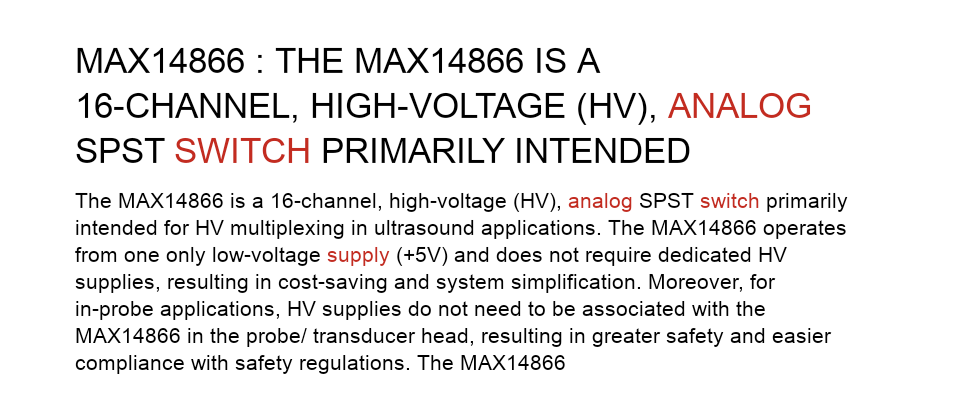 MAX14866 : THE MAX14866 IS A
16-CHANNEL, HIGH-VOLTAGE (HV), ANALOG
SPST SWITCH PRIMARILY INTENDED
The MAX14866 is a 16-channel, high-voltage (HV), analog SPST switch primarily
intended for HV multiplexing in ultrasound applications. The MAX14866 operates
from one only low-voltage supply (+5V) and does not require dedicated HV
supplies, resulting in cost-saving and system simplification. Moreover, for
in-probe applications, HV supplies do not need to be associated with the
MAX14866 in the probe/ transducer head, resulting in greater safety and easier
compliance with safety regulations. The MAX14866